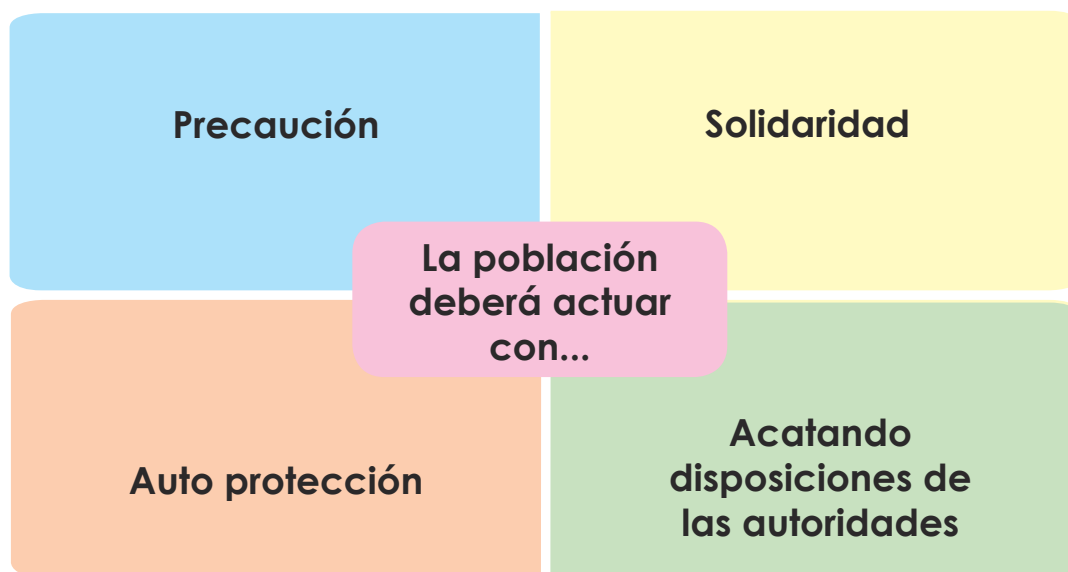 Precaución
Solidaridad
La población
deberá actuar
con...
Auto protección
Acatando
disposiciones de
las autoridades